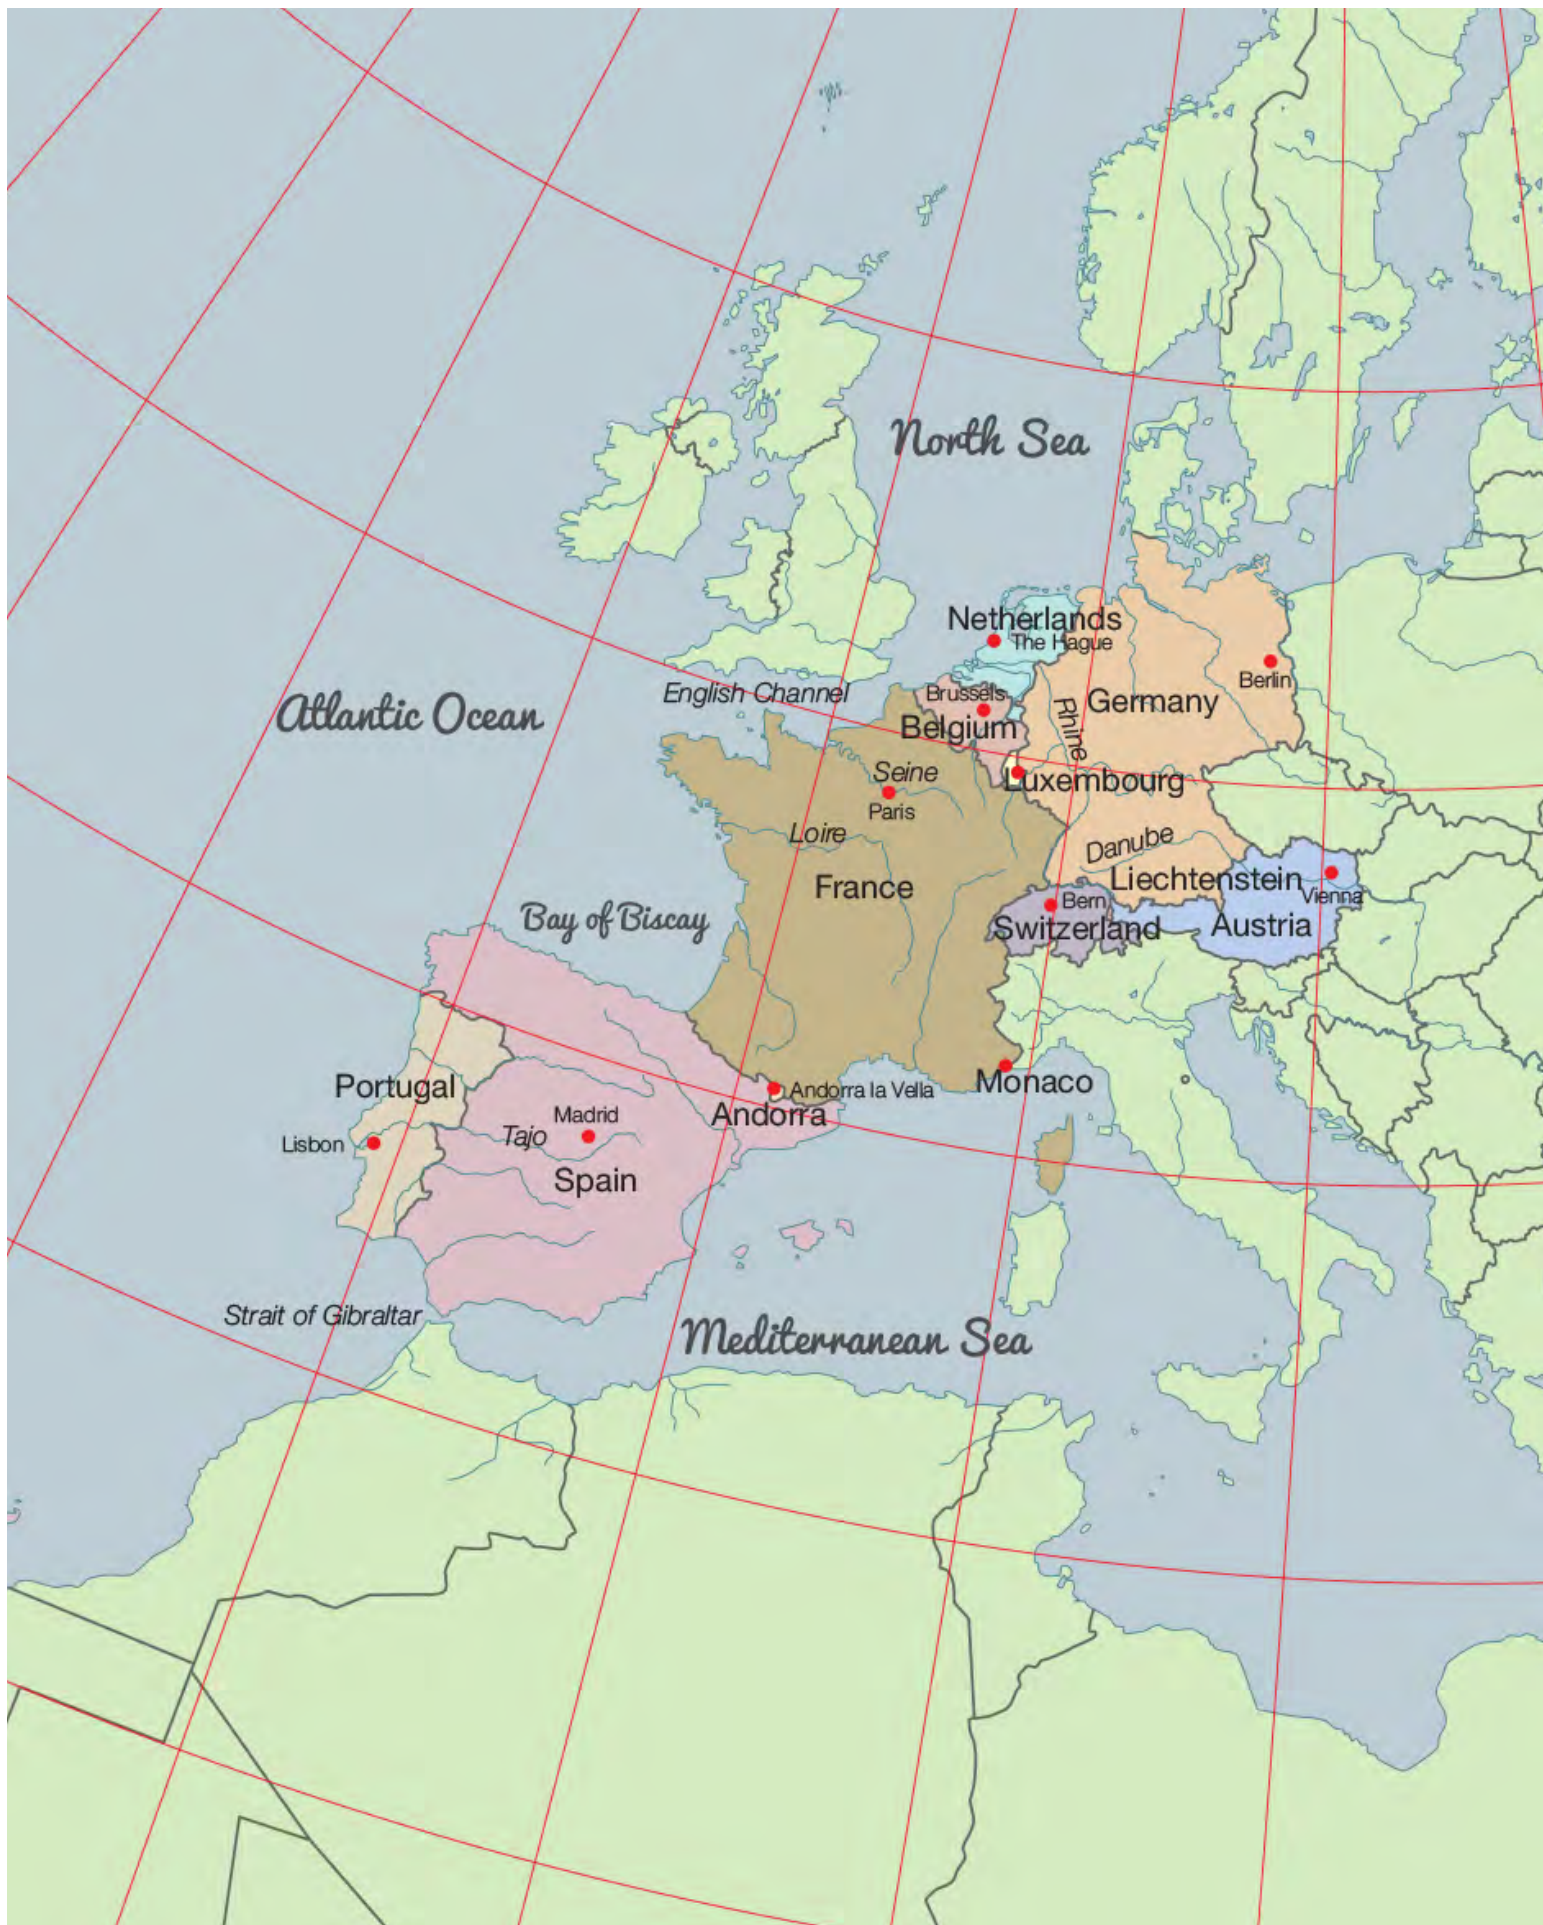 North Sea
Netherlands
The Hague
Berlin
Brussels
English Channel
Germany
Atlantic Ocean
Belgium
Rhine
Seine
Luxembourg
Paris
Loire
Danube
France
Liechtenstein
Vienna
Bern
Bay of Biscay
Switzerland
Austria
Portugal
Monaco
Andorra la Vella
Madrid
Andorra
Lisbon
Tajo
Spain
Strait of Gibraltar
Mediterranean Sea